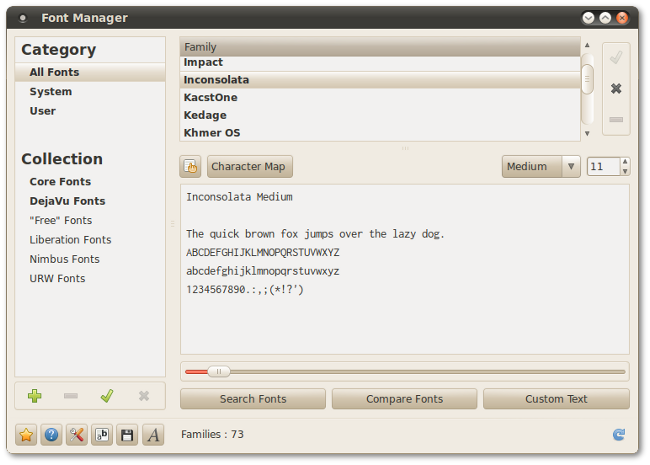 Font Manager
Category
All Fonts
System
User
Collection
Core Fonts
DejaVu Fonts
"Free" Fonts
Liberation Fonts
Nimbus Fonts
URW Fonts
Family
Impact
Inconsolata
KacstOne
Kedage
Khmer OS
Character Map
Medium
11
Inconsolata Medium
The quick brown fox jumps over the lazy dog.
ABCDEFGHIJKLMNOPQRSTUVWXYZ
abcdefghijklmnopqrstuvwxyz
1234567890.:,;(*!?')
Search Fonts
Compare Fonts
Custom Text
ab
A
Families : 73